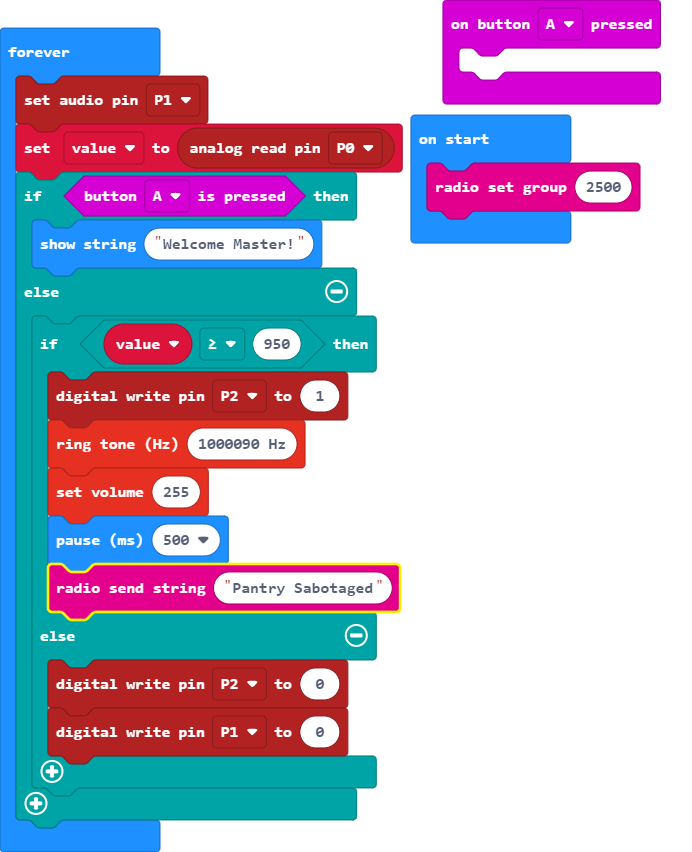 forever
set audio pin P1
set value to analog read pin P0
if button A is pressed then
show string "Welcome Master!"
else
if value ≥ 950 then
digital write pin P2 to 1
ring tone (Hz) 1000090 Hz
set volume 255
pause (ms) 500
radio send string "Pantry Sabotaged"
else
digital write pin P2 to 0
digital write pin P1 to 0
on button A pressed
on start
radio set group 2500